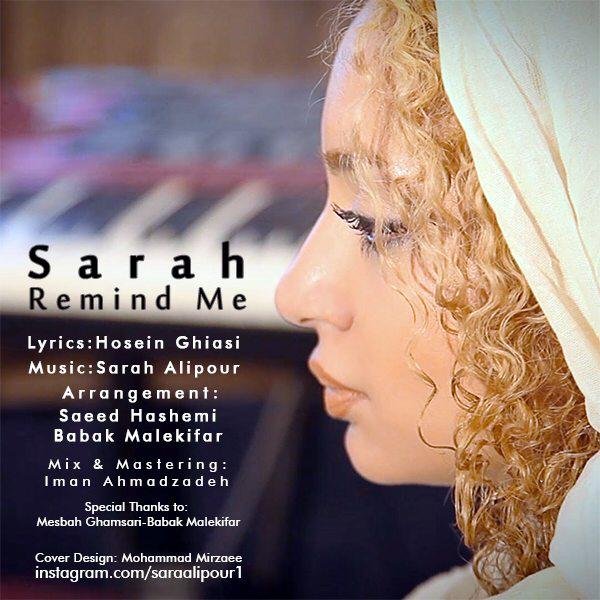 Sarah
Remind Me
Lyrics:Hosein Ghiasi
Music:Sarah Alipour
Arrangement:
Saeed Hashemi
Babak Malekifar
Mix & Mastering:
Iman Ahmadzadeh
Special Thanks to:
Mesbah Ghamsari-Babak Malekifar
Cover Design: Mohammad Mirzaee
instagram.com/saraalipour1